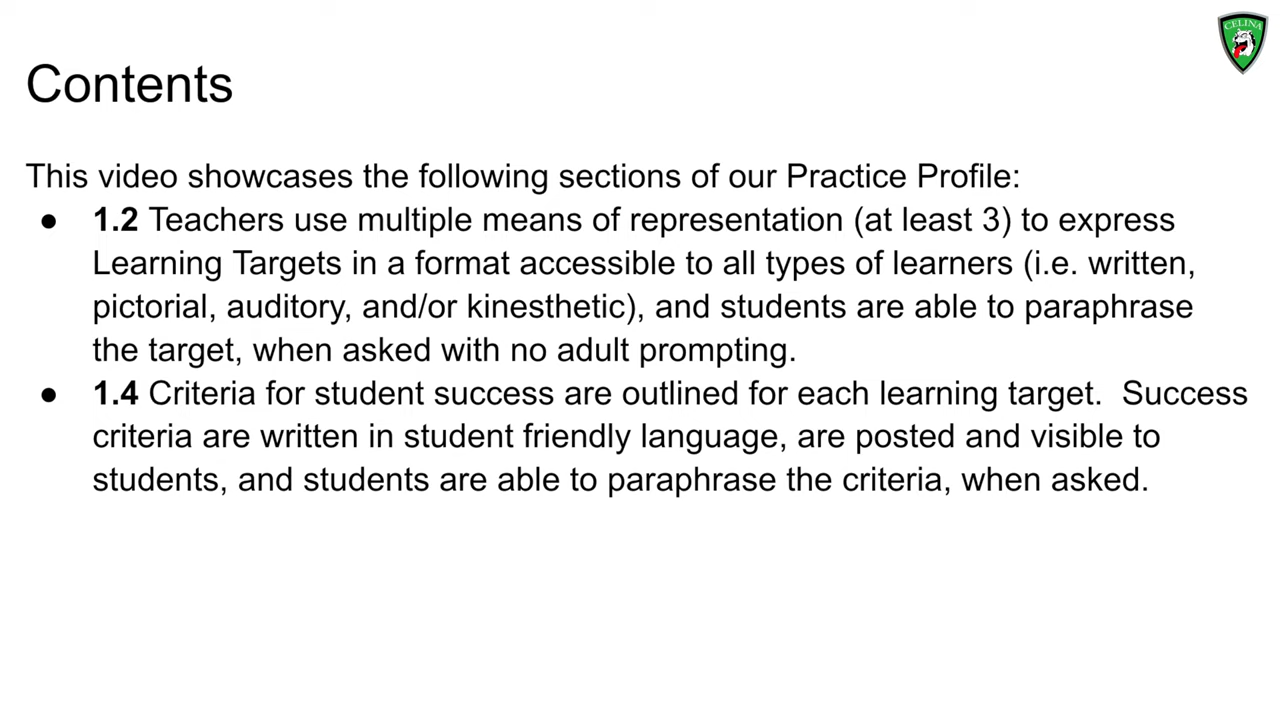 CELINA
Contents
This video showcases the following sections of our Practice Profile:
● 1.2 Teachers use multiple means of representation (at least 3) to express
Learning Targets in a format accessible to all types of learners (i.e. written,
pictorial, auditory, and/or kinesthetic), and students are able to paraphrase
the target, when asked with no adult prompting.
● 1.4 Criteria for student success are outlined for each learning target.  Success
criteria are written in student friendly language, are posted and visible to
students, and students are able to paraphrase the criteria, when asked.